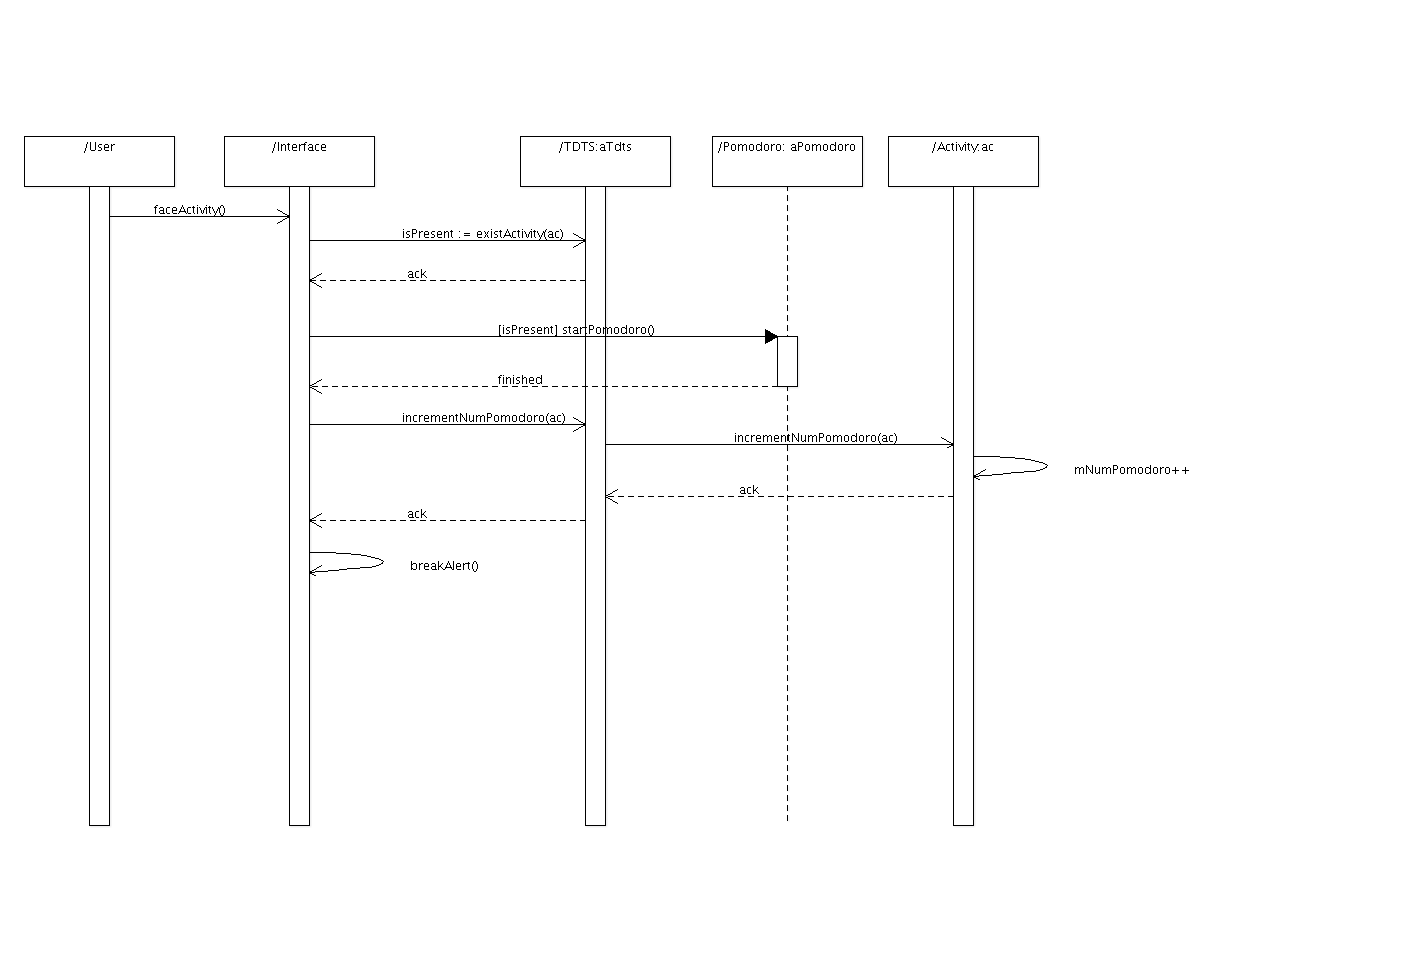 /User
/Interface
/TDTS:aTdts
/Pomodoro: aPomodoro
/Activity:ac
faceActivity()
isPresent := existActivity(ac)
ack
[isPresent] startPomodoro()
finished
incrementNumPomodoro(ac)
incrementNumPomodoro(ac)
mNumPomodoro++
ack
ack
breakAlert()